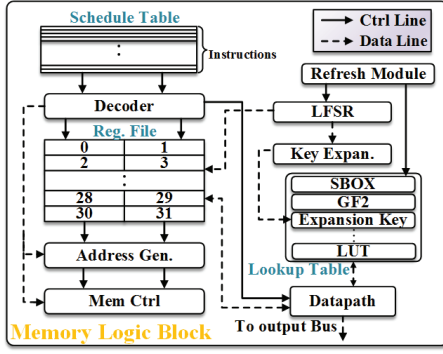 Schedule Table
Instructions
Ctrl Line
Data Line
Refresh Module
Decoder
LFSR
Reg. File
0 1
2 3
28 29
30 31
Key Expan.
SBOX
GF2
Expansion Key
LUT
Address Gen.
Lookup Table
Mem Ctrl
Datapath
Memory Logic Block
To output Bus